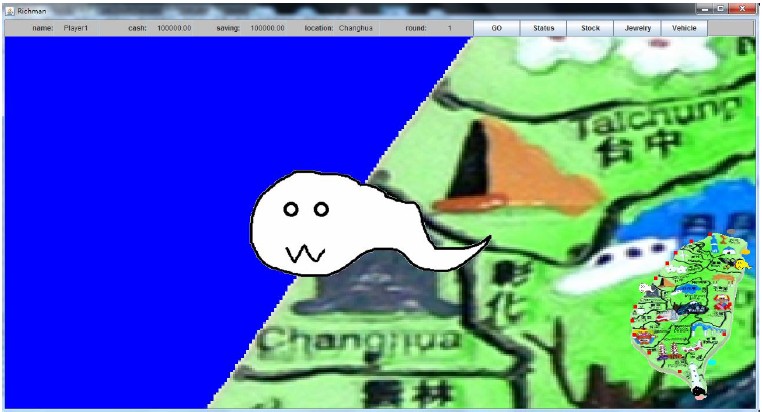 Richman
name: Player1 cash: 100000.00 saving: 100000.00 location: Changhua round: 1 GO Status Stock Jewelry Vehicle
Taichung
台中
彰化
Changhua
雲林